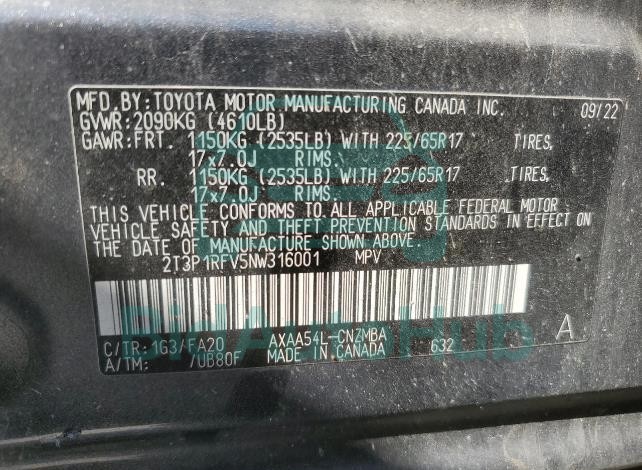 MFD. BY: TOYOTA MOTOR MANUFACTURING CANADA INC. 09/22
GVWR: 2090KG (4610LB)
GAWR: FRT. 1150KG (2535LB) WITH 225/65R17 TIRES,
17x7.0J RIMS.
RR. 1150KG (2535LB) WITH 225/65R17 TIRES,
17x7.0J RIMS.
THIS VEHICLE CONFORMS TO ALL APPLICABLE FEDERAL MOTOR
VEHICLE SAFETY AND THEFT PREVENTION STANDARDS IN EFFECT ON
THE DATE OF MANUFACTURE SHOWN ABOVE.
2T3P1RFV5NW316001 MPV
BidAutoHub
C/TR: 1G3/FA20 AXAA54L-CNZMBA A
A/TM: /UB80F MADE IN CANADA 632